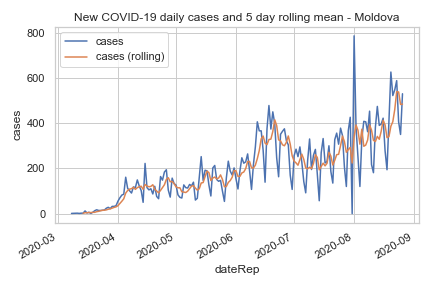 New COVID-19 daily cases and 5 day rolling mean - Moldova
cases
cases (rolling)
800
600
400
200
0
cases
2020-03
2020-04
2020-05
2020-06
2020-07
2020-08
2020-09
dateRep